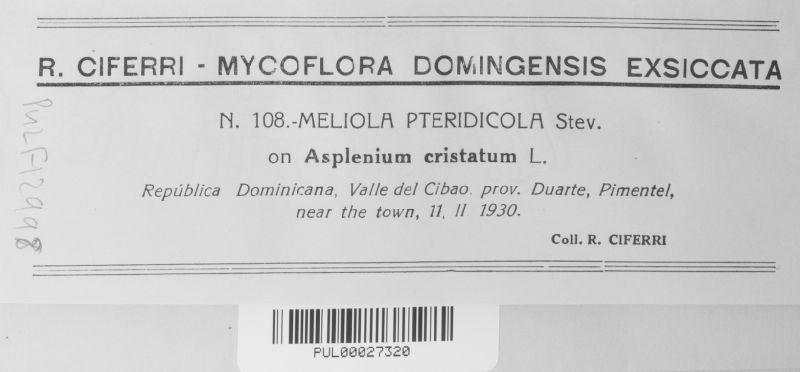 R. CIFERRI - MYCOFLORA DOMINGENSIS EXSICCATA
N. 108.-MELIOLA PTERIDICOLA Stev.
on Asplenium cristatum L.
República Dominicana, Valle del Cibao, prov. Duarte, Pimentel,
near the town, 11, II 1930.
Coll. R. CIFERRI
PUL F12998
PUL00027320